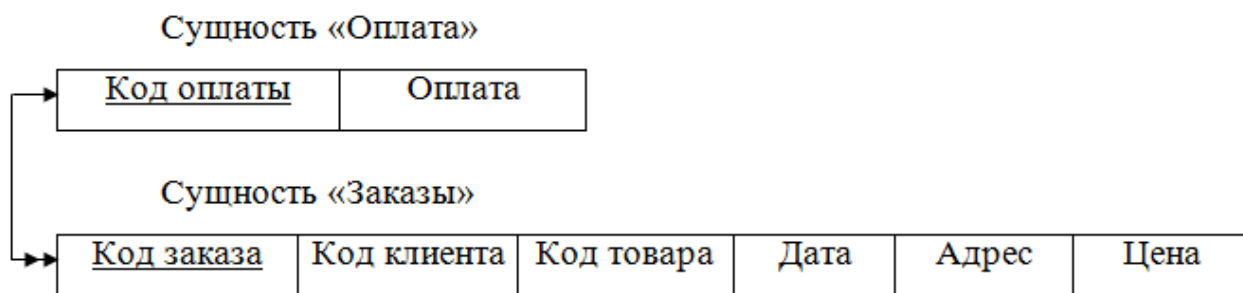 Сущность «Оплата»
Код оплаты Оплата
Сущность «Заказы»
Код заказа Код клиента Код товара Дата Адрес Цена